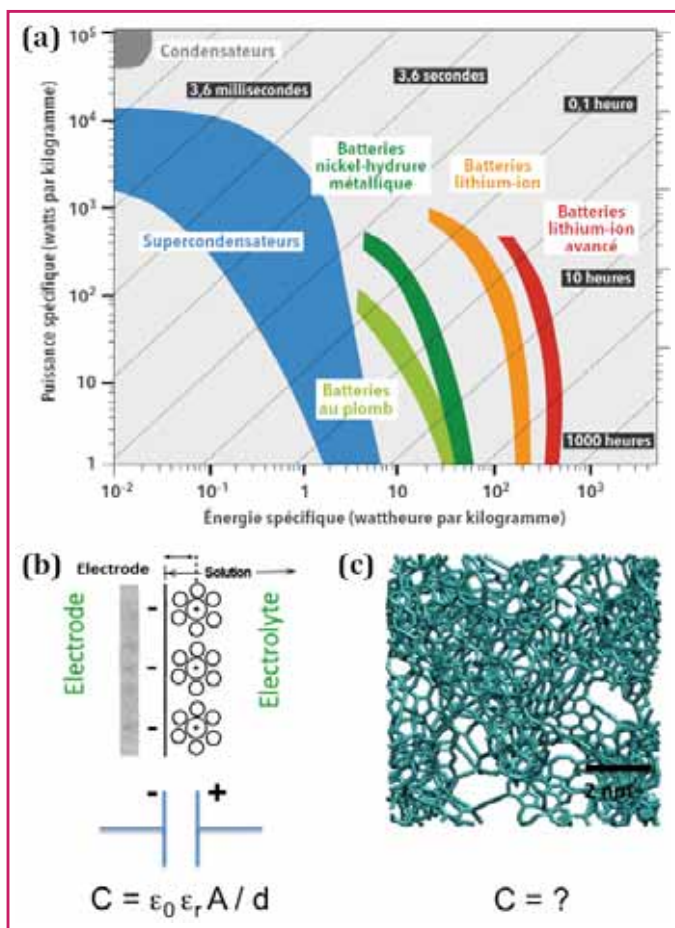 (a)
10⁵
10⁴
10³
10²
10
1
Puissance spécifique (watts par kilogramme)
Condensateurs
3,6 millisecondes
3,6 secondes
0,1 heure
Batteries
nickel-hydrure
métallique
Batteries
lithium-ion
Batteries
lithium-ion
avancé
Supercondensateurs
10 heures
Batteries
au plomb
1000 heures
10⁻²
10⁻¹
1
10
10²
10³
Énergie spécifique (wattheure par kilogramme)
(b)
Electrode
Solution
Electrode
Electrolyte
-
+
-
+
-
+
-
+
C = ε₀ εᵣ A / d
(c)
2 nm
C = ?